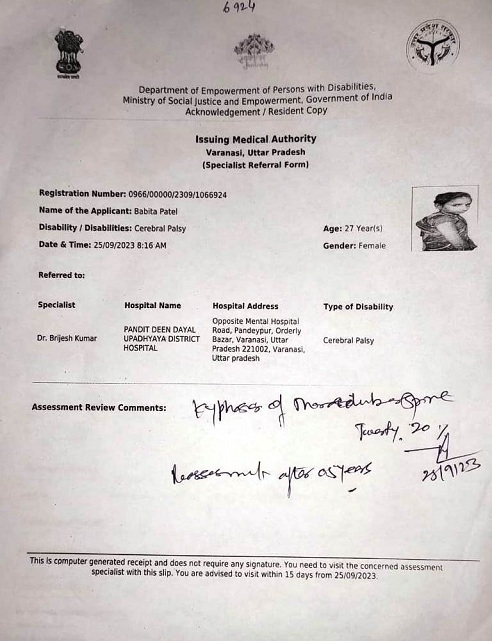 6924
Department of Empowerment of Persons with Disabilities,
Ministry of Social Justice and Empowerment, Government of India
Acknowledgement / Resident Copy
Issuing Medical Authority
Varanasi, Uttar Pradesh
(Specialist Referral Form)
Registration Number: 0966/00000/2309/1066924
Name of the Applicant: Babita Patel
Disability / Disabilities: Cerebral Palsy Age: 27 Year(s)
Date & Time: 25/09/2023 8:16 AM Gender: Female
Referred to:
Specialist Hospital Name Hospital Address Type of Disability
Dr. Brijesh Kumar PANDIT DEEN DAYAL UPADHYAYA DISTRICT HOSPITAL Opposite Mental Hospital Road, Pandeypur, Orderly Bazar, Varanasi, Uttar Pradesh 221002, Varanasi, Uttar pradesh Cerebral Palsy
Assessment Review Comments: Kyphosis of Spine
Twenty. 20 %
Reassessment after 05 years
25/9/23
This is computer generated receipt and does not require any signature. You need to visit the concerned assessment
specialist with this slip. You are advised to visit within 15 days from 25/09/2023.